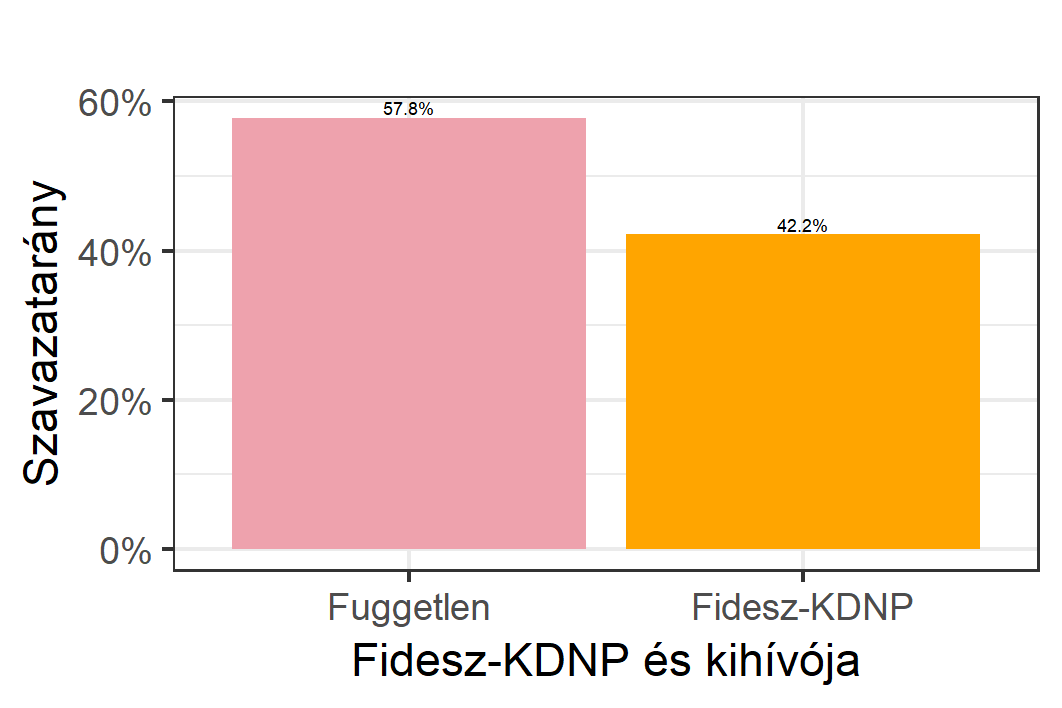 60%
57.8%
42.2%
40%
20%
0%
Szavazatarány
Fuggetlen
Fidesz-KDNP
Fidesz-KDNP és kihívója